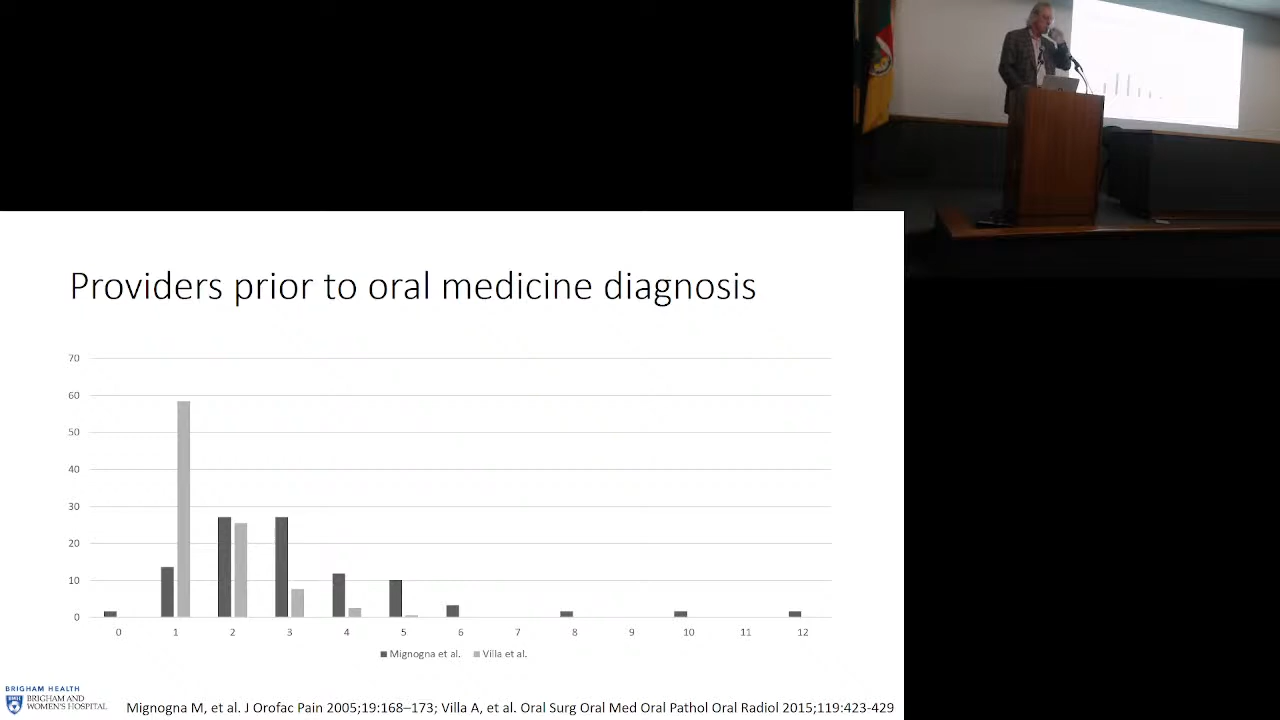 Providers prior to oral medicine diagnosis
70
60
50
40
30
20
10
0
0 1 2 3 4 5 6 7 8 9 10 11 12
Mignogna et al. Villa et al.
BRIGHAM HEALTH
BRIGHAM AND
WOMEN'S HOSPITAL
Mignogna M, et al. J Orofac Pain 2005;19:168–173; Villa A, et al. Oral Surg Oral Med Oral Pathol Oral Radiol 2015;119:423-429